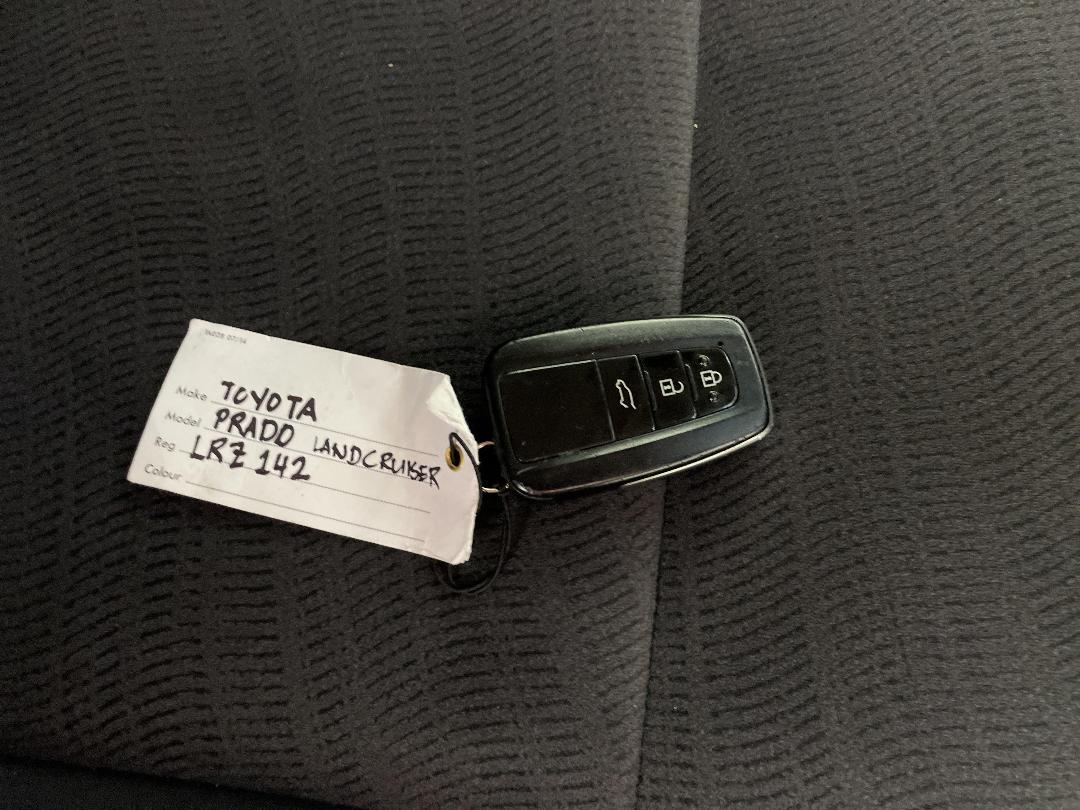 Make TOYOTA
Model PRADO LANDCRUISER
Reg LRZ 142
Colour